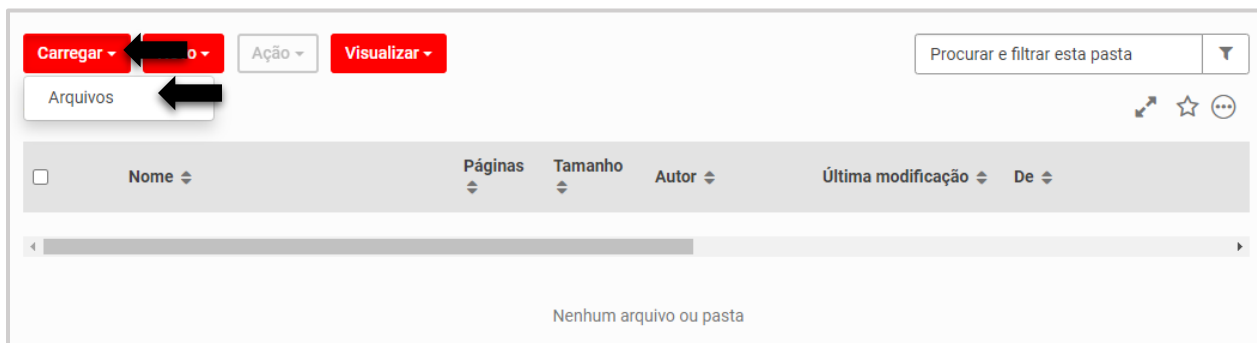 Carregar
Ação
Visualizar
Procurar e filtrar esta pasta
Arquivos
Nome
Páginas
Tamanho
Autor
Última modificação
De
Nenhum arquivo ou pasta